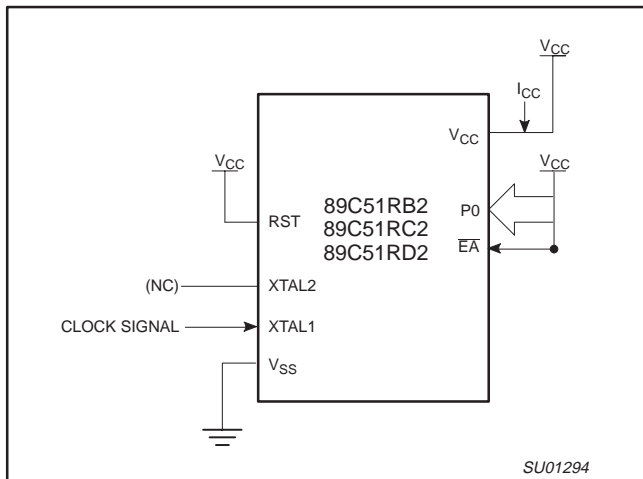 VCC
ICC
VCC
VCC
VCC
89C51RB2
89C51RC2
89C51RD2
P0
RST
EA
(NC)
XTAL2
CLOCK SIGNAL
XTAL1
VSS
SU01294